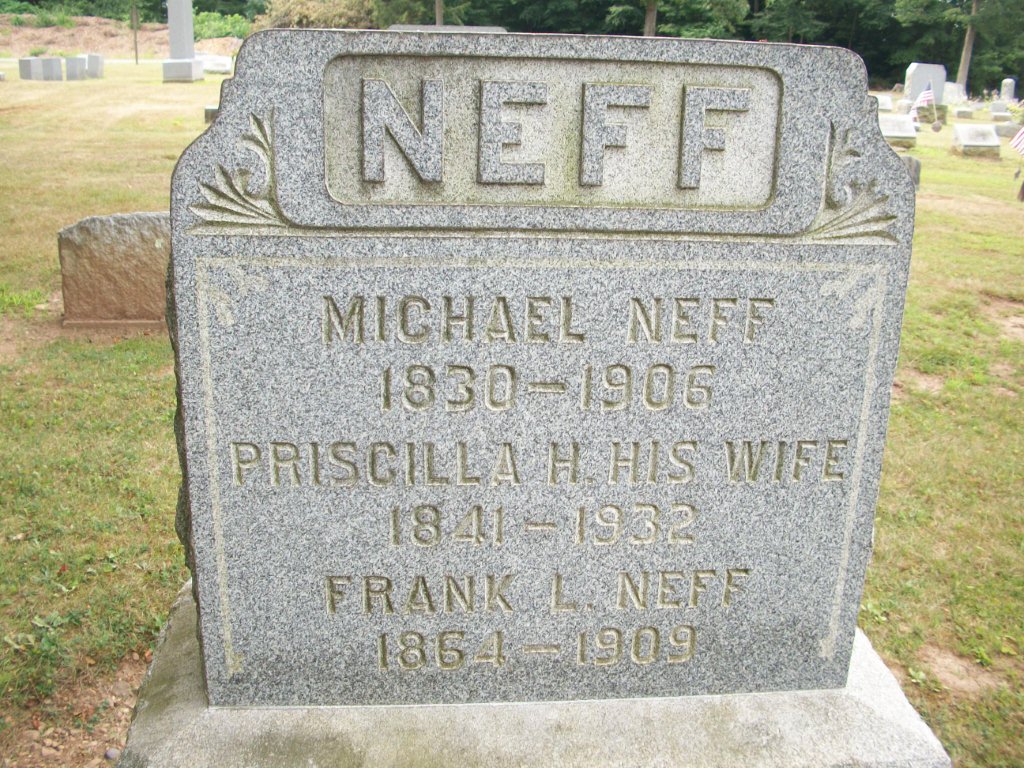 NEFF
MICHAEL NEFF
1830–1906
PRISCILLA H. HIS WIFE
1841–1932
FRANK L. NEFF
1864–1909